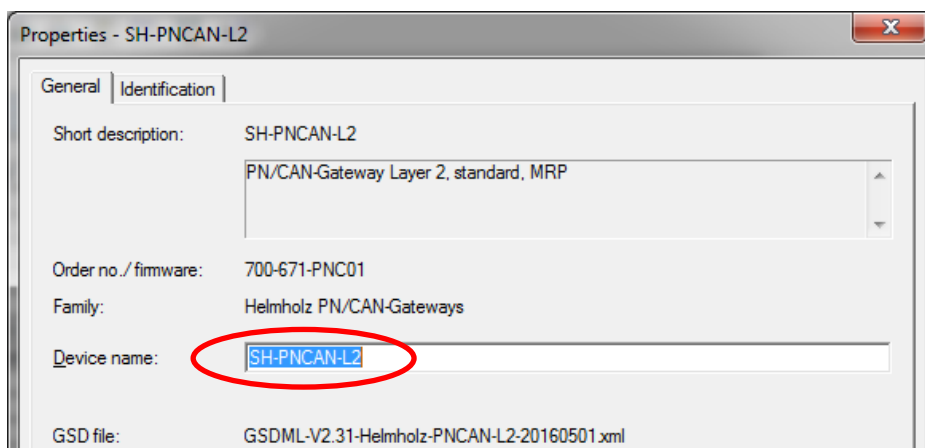 Properties - SH-PNCAN-L2
General Identification
Short description: SH-PNCAN-L2
PN/CAN-Gateway Layer 2, standard, MRP
Order no./ firmware: 700-671-PNC01
Family: Helmholz PN/CAN-Gateways
Device name: SH-PNCAN-L2
GSD file: GSDML-V2.31-Helmholz-PNCAN-L2-20160501.xml